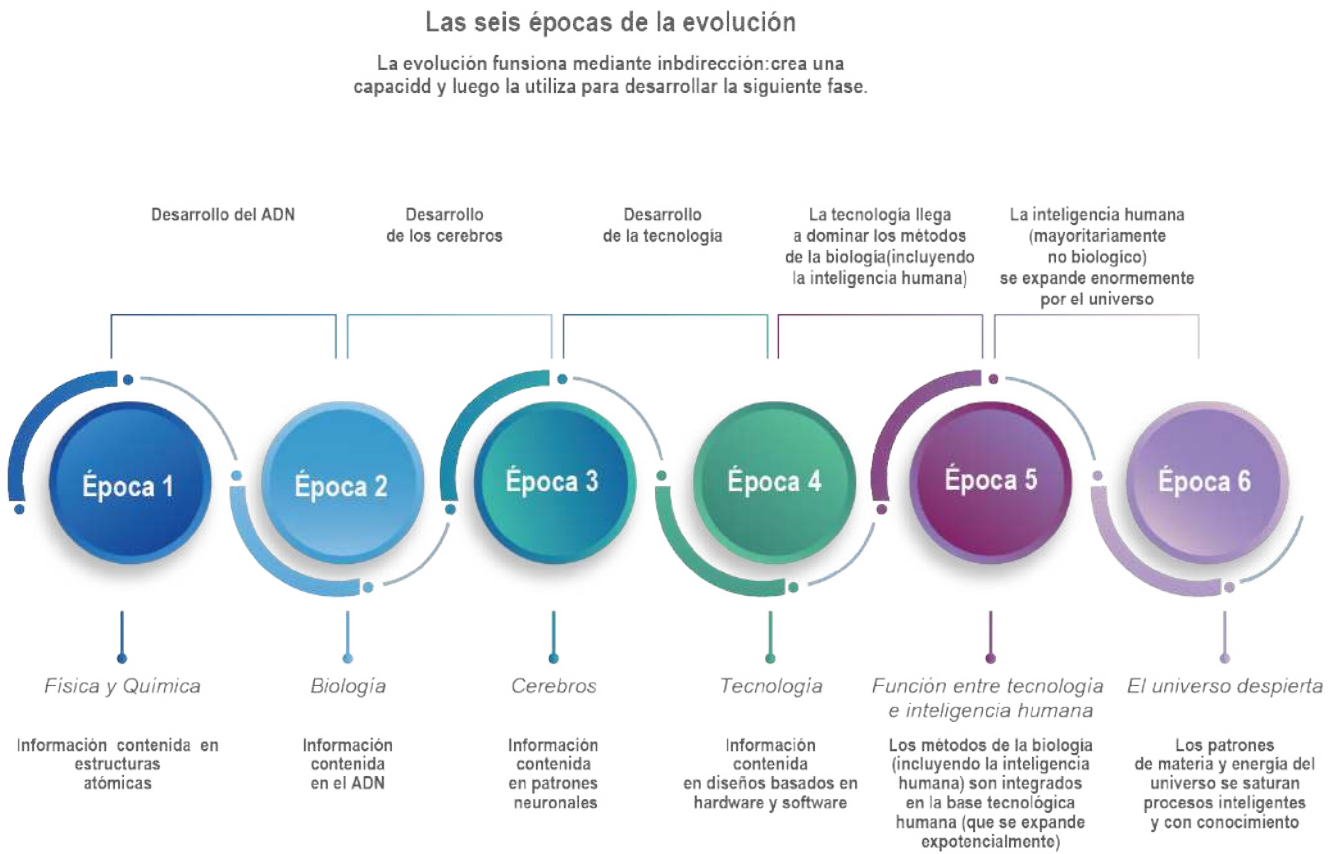 Las seis épocas de la evolución
La evolución funsiona mediante inbdirección:crea una
capacidd y luego la utiliza para desarrollar la siguiente fase.
Desarrollo del ADN
Desarrollo
de los cerebros
Desarrollo
de la tecnología
La tecnología llega
a dominar los métodos
de la biología(incluyendo
la inteligencia humana)
La inteligencia humana
(mayoritariamente
no biologíco)
se expande enormemente
por el universo
Época 1
Época 2
Época 3
Época 4
Época 5
Época 6
Física y Química
Información contenida en
estructuras
atómicas
Biología
Información
contenida
en el ADN
Cerebros
Información
contenida
en patrones
neuronales
Tecnología
Información
contenida
en diseños basados en
hardware y software
Función entre tecnología
e inteligencia humana
Los métodos de la biología
(incluyendo la inteligencia
humana) son integrados
en la base tecnológica
humana (que se expande
expotencialmente)
El universo despierta
Los patrones
de materia y energía del
universo se saturan
procesos inteligentes
y con conocimiento